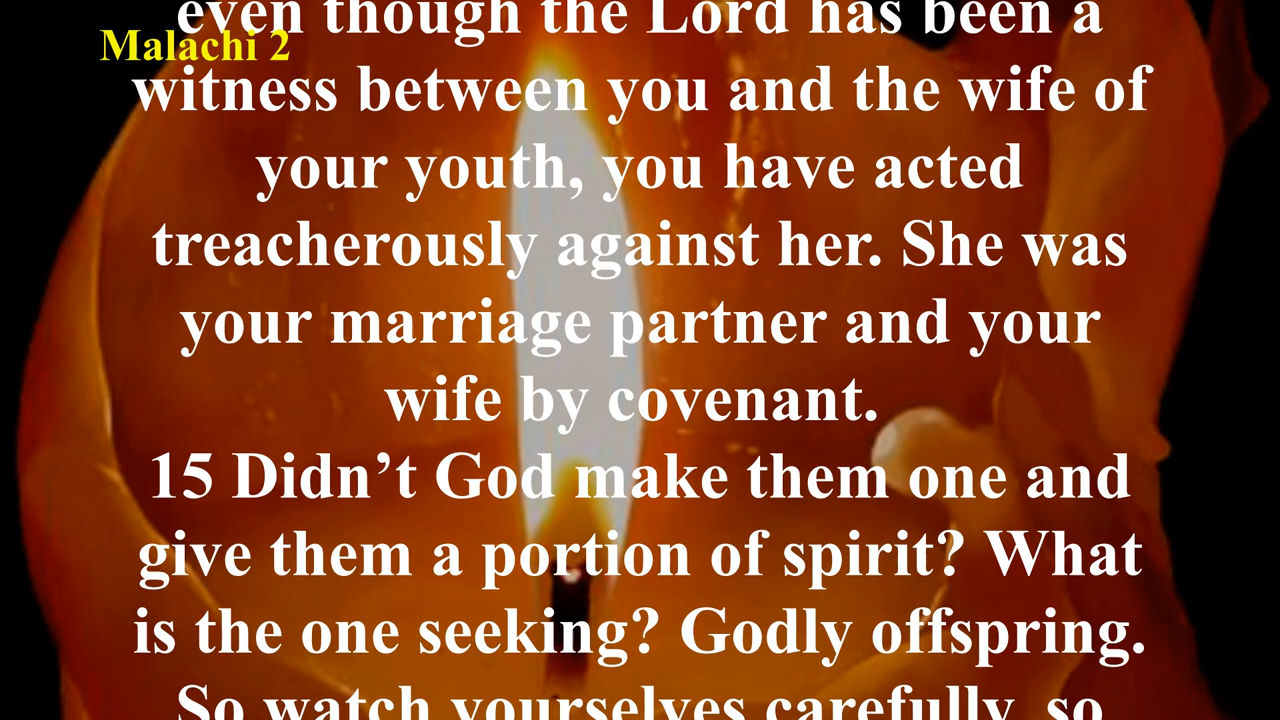 even though the Lord has been a
Malachi 2
witness between you and the wife of
your youth, you have acted
treacherously against her. She was
your marriage partner and your
wife by covenant.
15 Didn’t God make them one and
give them a portion of spirit? What
is the one seeking? Godly offspring.
So watch yourselves carefully, so